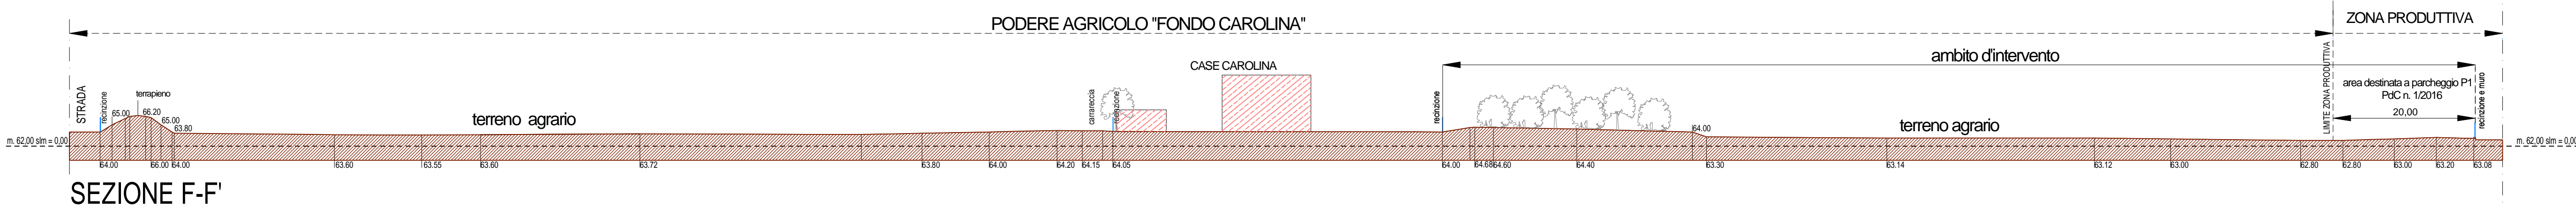 PODERE AGRICOLO "FONDO CAROLINA"
ZONA PRODUTTIVA
ambito d'intervento
LIMITE ZONA PRODUTTIVA
area destinata a parcheggio P1
PdC n. 1/2016
20,00
recinzione e muro
CASE CAROLINA
STRADA
recinzione
terrapieno
65.00
66.20
65.00
63.80
terreno agrario
carrareccia
recinzione
recinzione
64.00
terreno agrario
m. 62,00 slm = 0,00
m. 62,00 slm = 0,00
64.00
66.00
64.00
63.60
63.55
63.60
63.72
63.80
64.00
64.20
64.15
64.05
64.00
64.68
64.60
64.40
63.30
63.14
63.12
63.00
62.80
62.80
63.00
63.20
63.08
SEZIONE F-F'